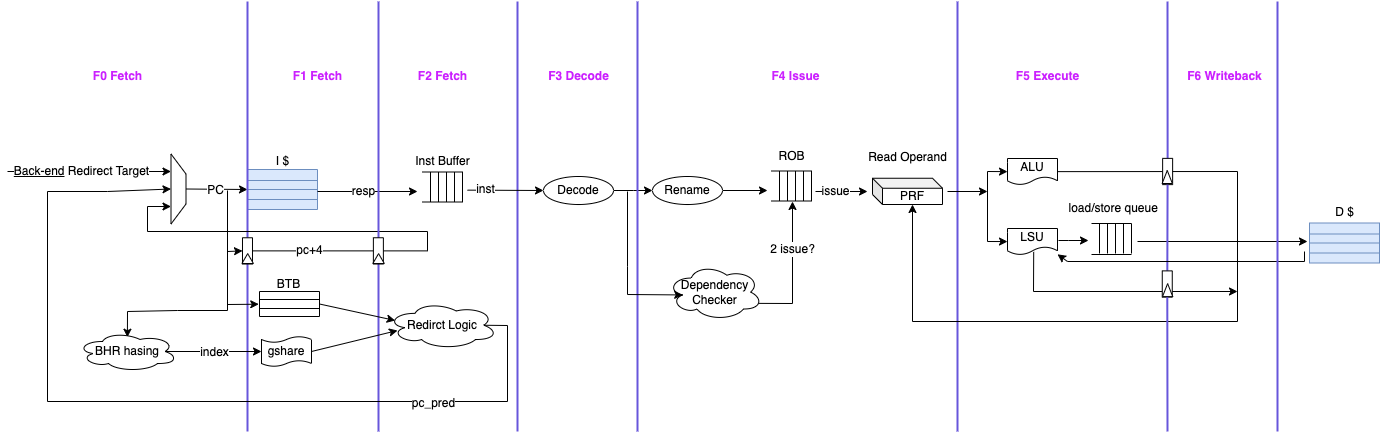 F0 Fetch
F1 Fetch
F2 Fetch
F3 Decode
F4 Issue
F5 Execute
F6 Writeback
Back-end Redirect Target
PC
I $
resp
Inst Buffer
inst
Decode
Rename
ROB
issue
Read Operand
PRF
ALU
load/store queue
LSU
D $
pc+4
2 issue?
BTB
Dependency
Checker
Redirct Logic
BHR hasing
index
gshare
pc_pred